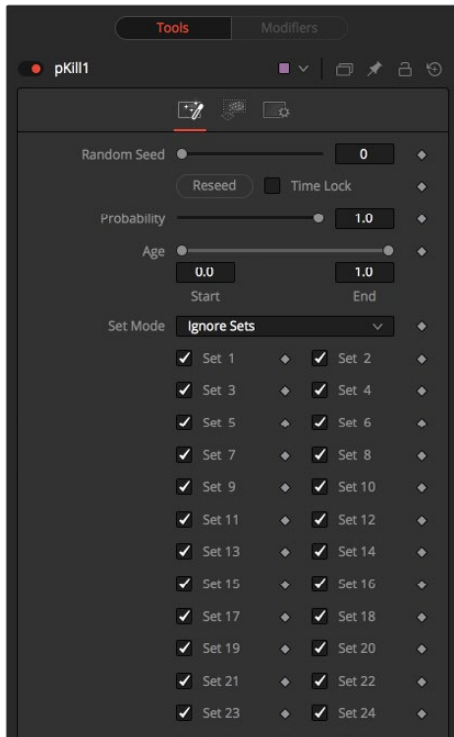 Tools Modifiers
pKill1
Random Seed 0
Reseed Time Lock
Probability 1.0
Age
0.0 1.0
Start End
Set Mode Ignore Sets
Set 1 Set 2
Set 3 Set 4
Set 5 Set 6
Set 7 Set 8
Set 9 Set 10
Set 11 Set 12
Set 13 Set 14
Set 15 Set 16
Set 17 Set 18
Set 19 Set 20
Set 21 Set 22
Set 23 Set 24